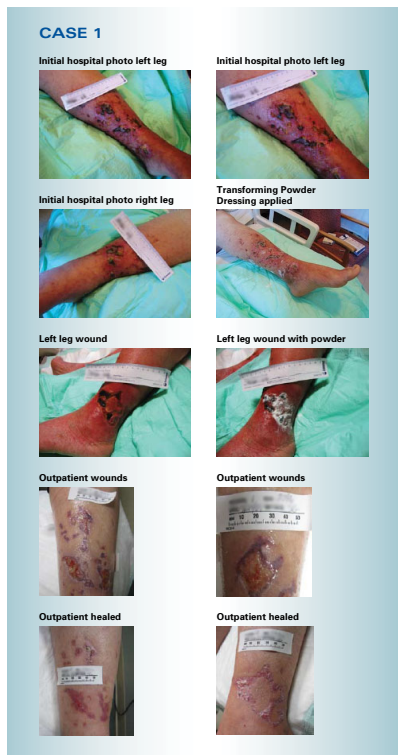 CASE 1
Initial hospital photo left leg
Initial hospital photo left leg
Initial hospital photo right leg
Transforming Powder
Dressing applied
Left leg wound
Left leg wound with powder
Outpatient wounds
Outpatient wounds
Outpatient healed
Outpatient healed